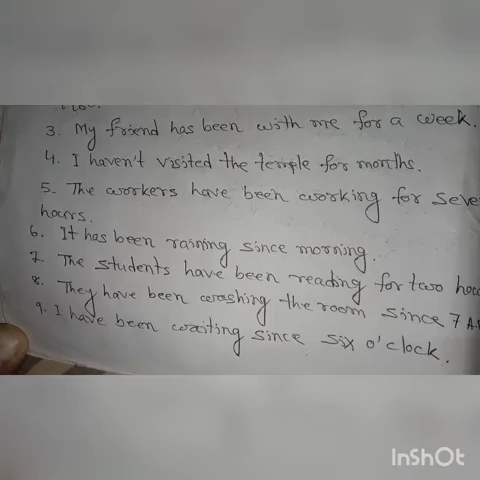 3. My friend has been with me for a week.
4. I haven't visited the temple for months.
5. The workers have been working for seve
hours.
6. It has been raining since morning.
7. The students have been reading for two hou
8. They have been washing the room since 7 A
9. I have been waiting since six o'clock.
InShOt